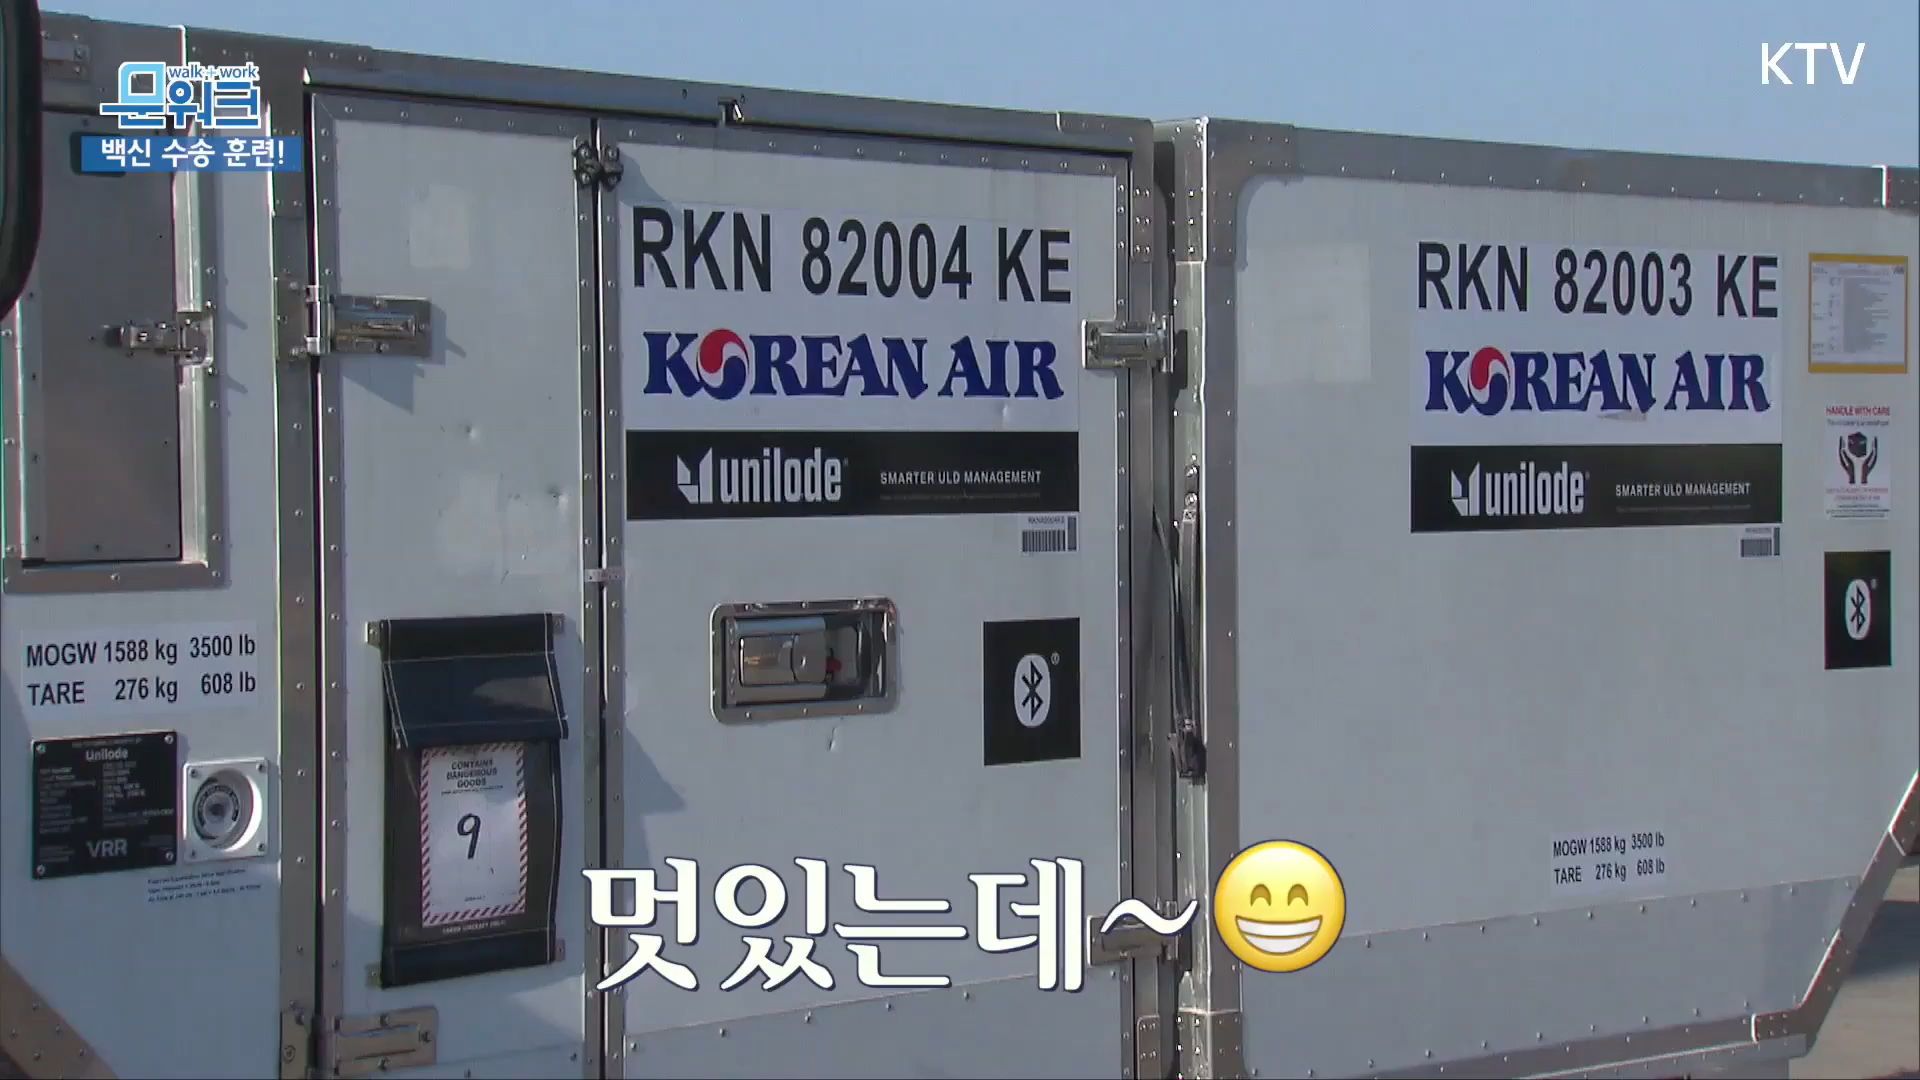 walk+work
문워크
백신 수송 훈련!
KTV
RKN 82004 KE
KOREAN AIR
unilode
SMARTER ULD MANAGEMENT
RKN 82003 KE
KOREAN AIR
unilode
SMARTER ULD MANAGEMENT
HANDLE WITH CARE
MOGW 1588 kg 3500 lb
TARE 276 kg 608 lb
Unilode
VRR
CONTAINS
DANGEROUS
GOODS
9
MOGW 1588 kg 3500 lb
TARE 276 kg 608 lb
멋있는데~